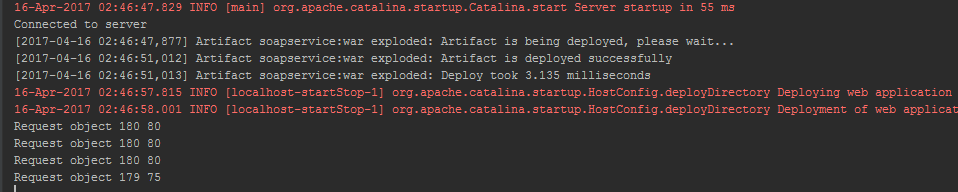 16-Apr-2017 02:46:47.829 INFO [main] org.apache.catalina.startup.Catalina.start Server startup in 55 ms
Connected to server
[2017-04-16 02:46:47,877] Artifact soapservice:war exploded: Artifact is being deployed, please wait...
[2017-04-16 02:46:51,012] Artifact soapservice:war exploded: Artifact is deployed successfully
[2017-04-16 02:46:51,013] Artifact soapservice:war exploded: Deploy took 3.135 milliseconds
16-Apr-2017 02:46:57.815 INFO [localhost-startStop-1] org.apache.catalina.startup.HostConfig.deployDirectory Deploying web application
16-Apr-2017 02:46:58.001 INFO [localhost-startStop-1] org.apache.catalina.startup.HostConfig.deployDirectory Deployment of web applicat
Request object 180 80
Request object 180 80
Request object 180 80
Request object 179 75